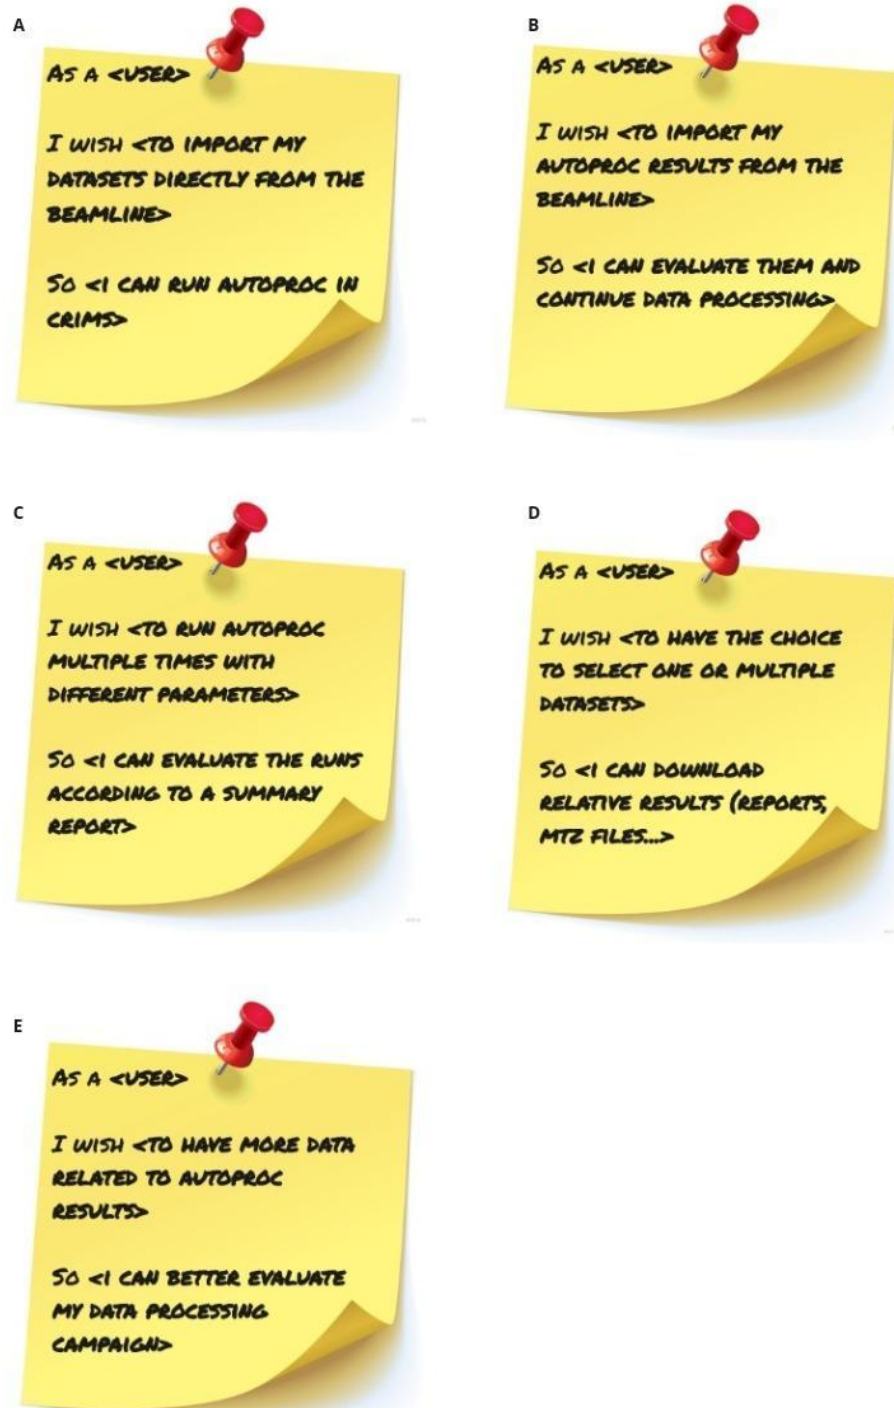 A
As a <user>
I wish <to import my
datasets directly from the
beamline>
So <I can run autoproc in
crims>
B
As a <user>
I wish <to import my
autoproc results from the
beamline>
So <I can evaluate them and
continue data processing>
C
As a <user>
I wish <to run autoproc
multiple times with
different parameters>
So <I can evaluate the runs
according to a summary
report>
D
As a <user>
I wish <to have the choice
to select one or multiple
datasets>
So <I can download
relative results (reports,
mtz files...>
E
As a <user>
I wish <to have more data
related to autoproc
results>
So <I can better evaluate
my data processing
campaign>